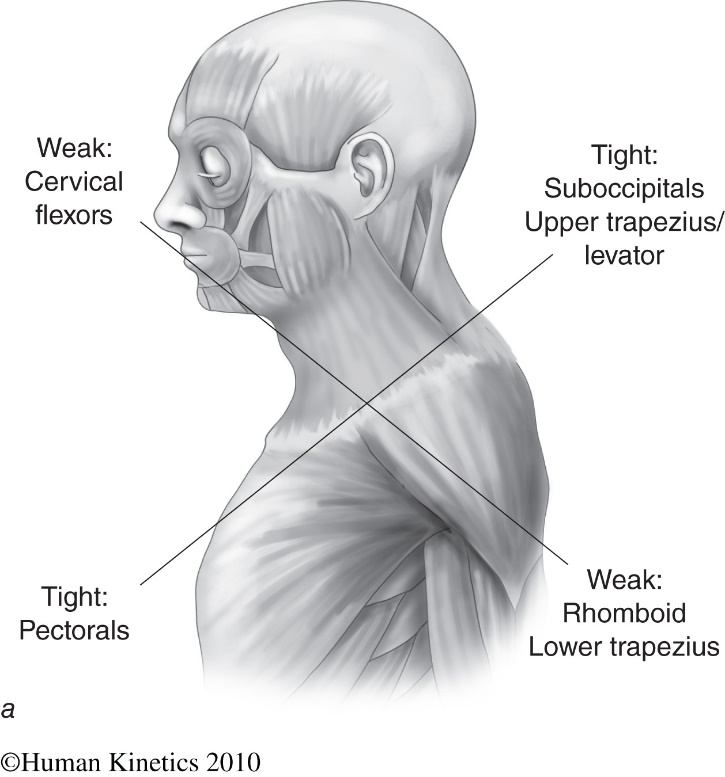 Weak:
Cervical
flexors
Tight:
Suboccipitals
Upper trapezius/
levator
Tight:
Pectorals
Weak:
Rhomboid
Lower trapezius
a
©Human Kinetics 2010